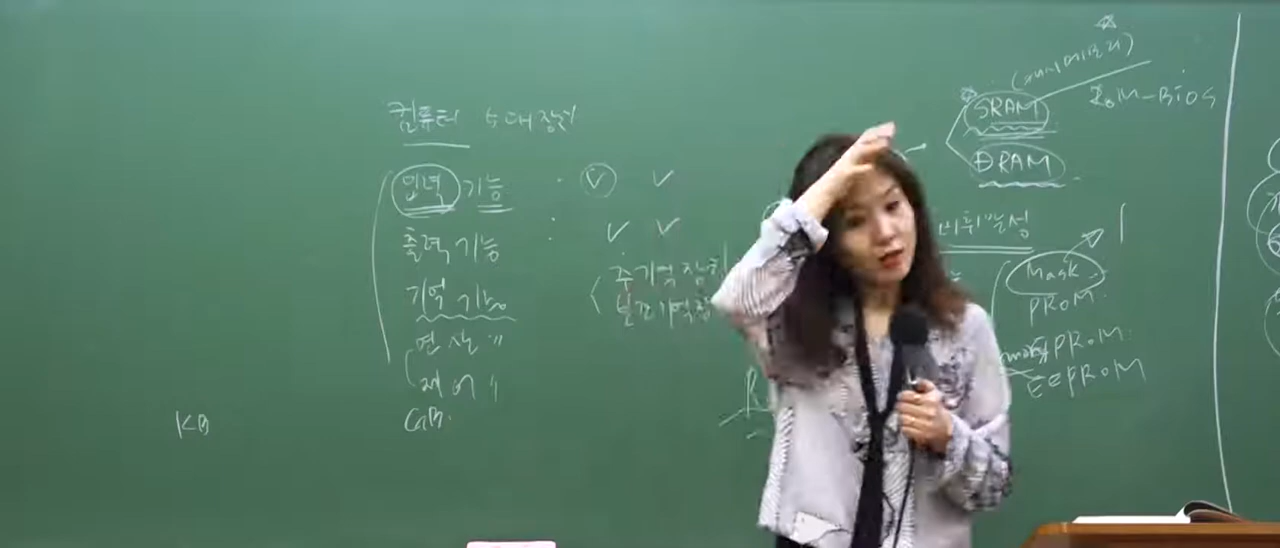 컴퓨터 5대장치
입력 기능
출력 기능
기억 기능
연산 〃
제어 〃
GB
KB
주기억장치
보조기억장
(캐시메모리)
SRAM
ROM-BiOS
DRAM
비휘발성
Mask
PROM
EPROM
EEPROM